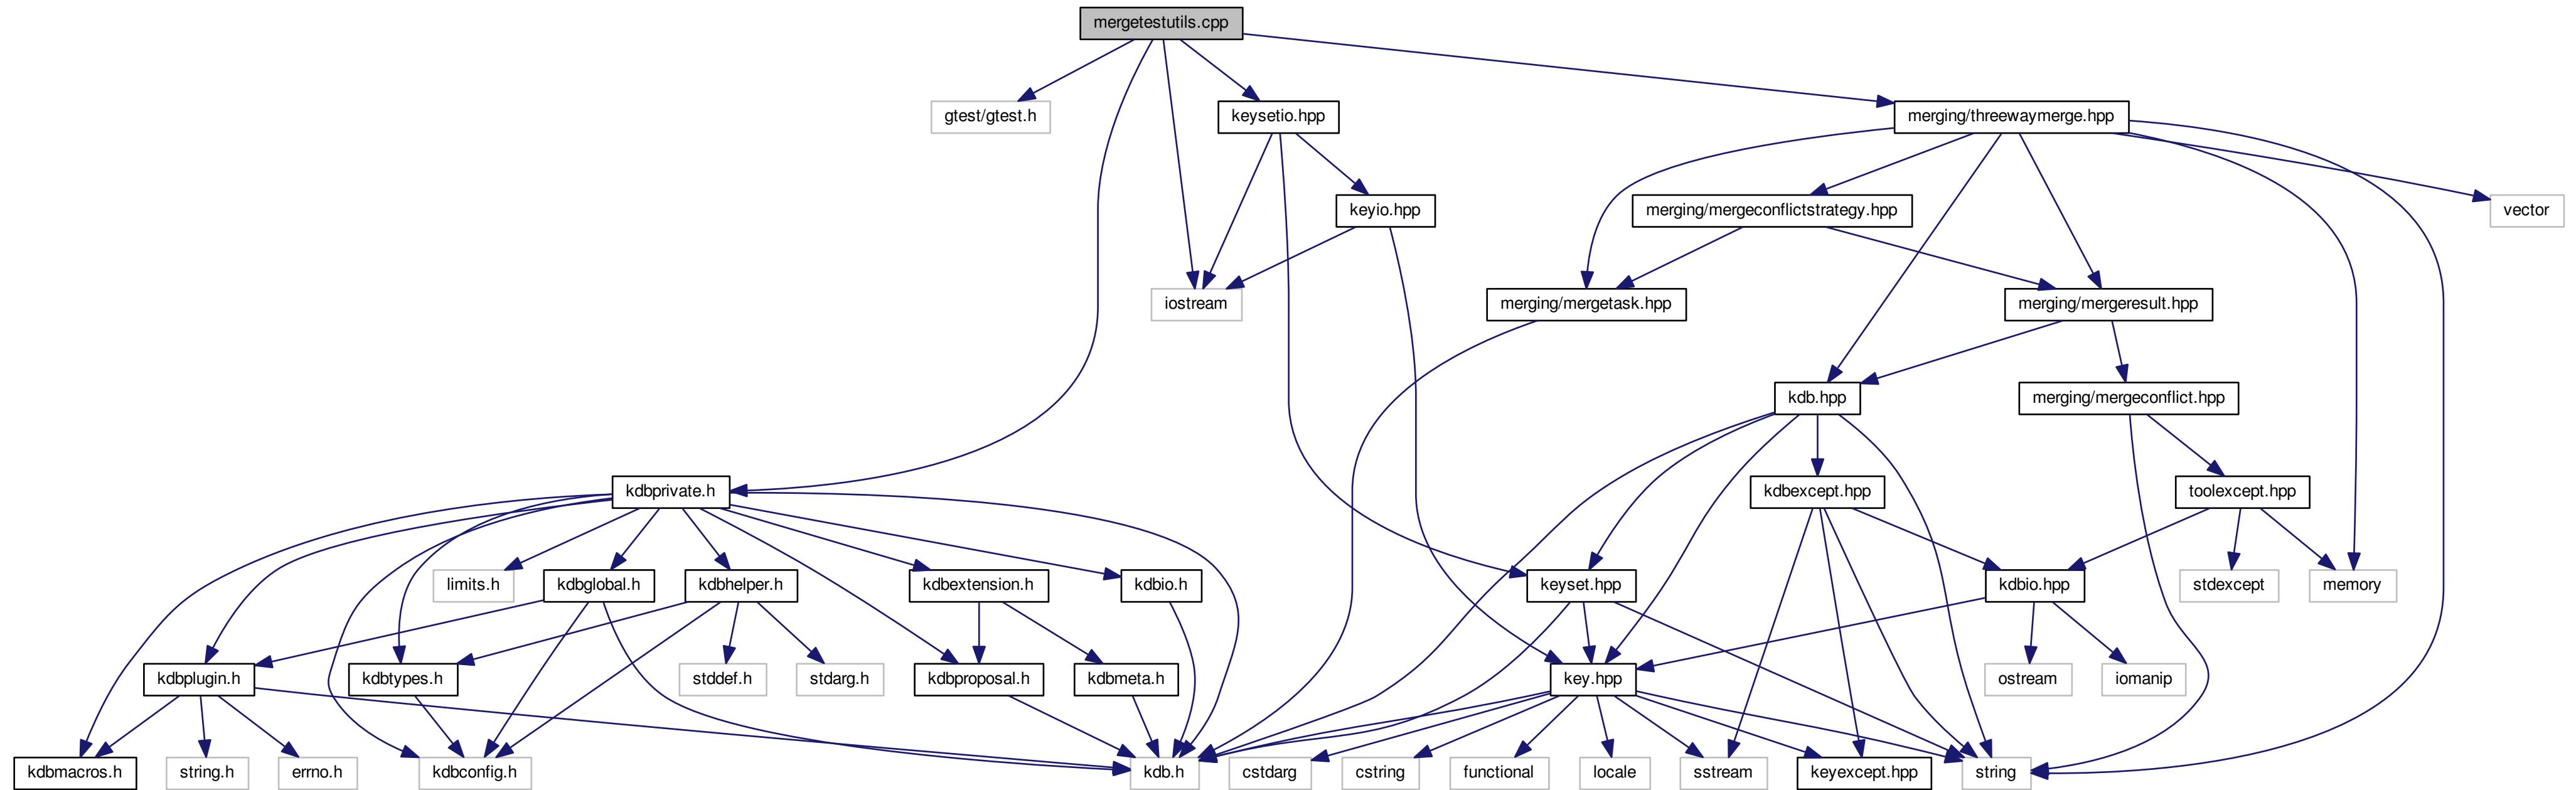 mergetestutils.cpp
gtest/gtest.h
keysetio.hpp
merging/threewaymerge.hpp
keyio.hpp
merging/mergeconflictstrategy.hpp
vector
iostream
merging/mergetask.hpp
merging/mergeresult.hpp
kdb.hpp
merging/mergeconflict.hpp
kdbprivate.h
kdbexcept.hpp
toolexcept.hpp
limits.h
kdbglobal.h
kdbhelper.h
kdbextension.h
kdbio.h
keyset.hpp
kdbio.hpp
stdexcept
memory
kdbplugin.h
kdbtypes.h
stddef.h
stdarg.h
kdbproposal.h
kdbmeta.h
key.hpp
ostream
iomanip
kdbmacros.h
string.h
errno.h
kdbconfig.h
kdb.h
cstdarg
cstring
functional
locale
sstream
keyexcept.hpp
string